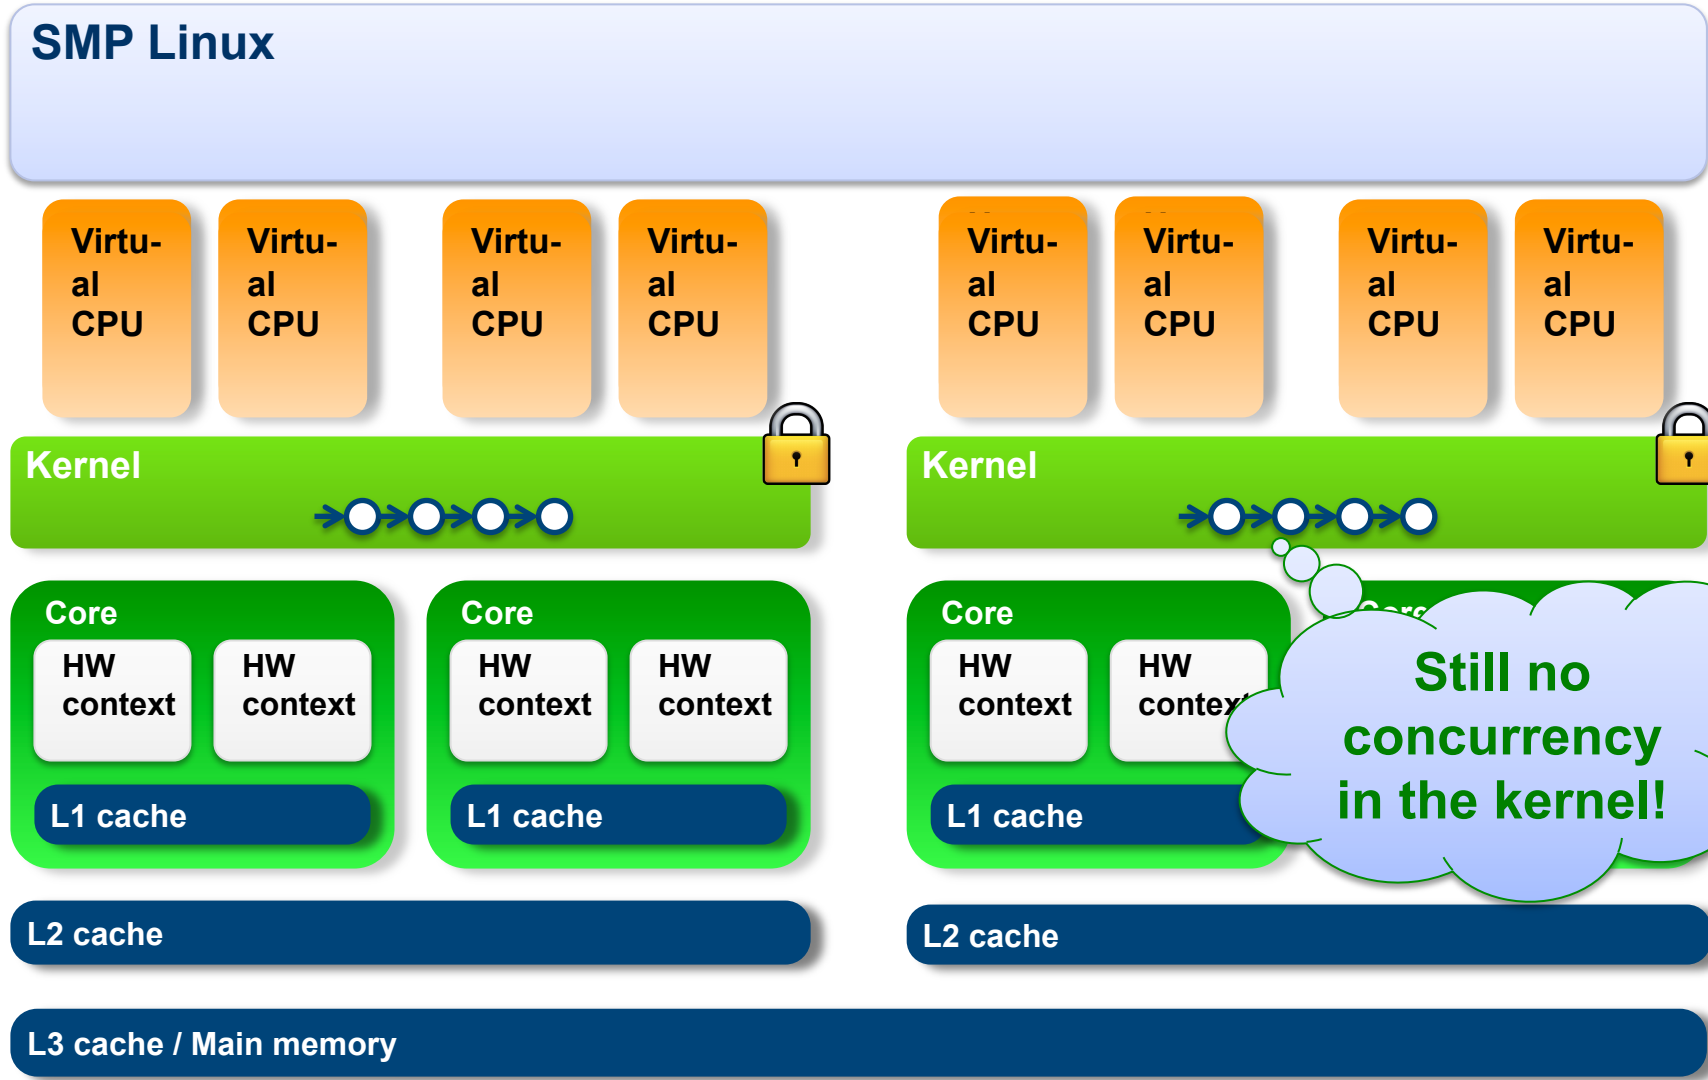 SMP Linux
Virtu-
al
CPU
Virtu-
al
CPU
Virtu-
al
CPU
Virtu-
al
CPU
Virtu-
al
CPU
Virtu-
al
CPU
Virtu-
al
CPU
Virtu-
al
CPU
Kernel
Kernel
Core
HW
context
HW
context
L1 cache
Core
HW
context
HW
context
L1 cache
Core
HW
context
HW
contex
L1 cache
Core
Still no
concurrency
in the kernel!
L2 cache
L2 cache
L3 cache / Main memory